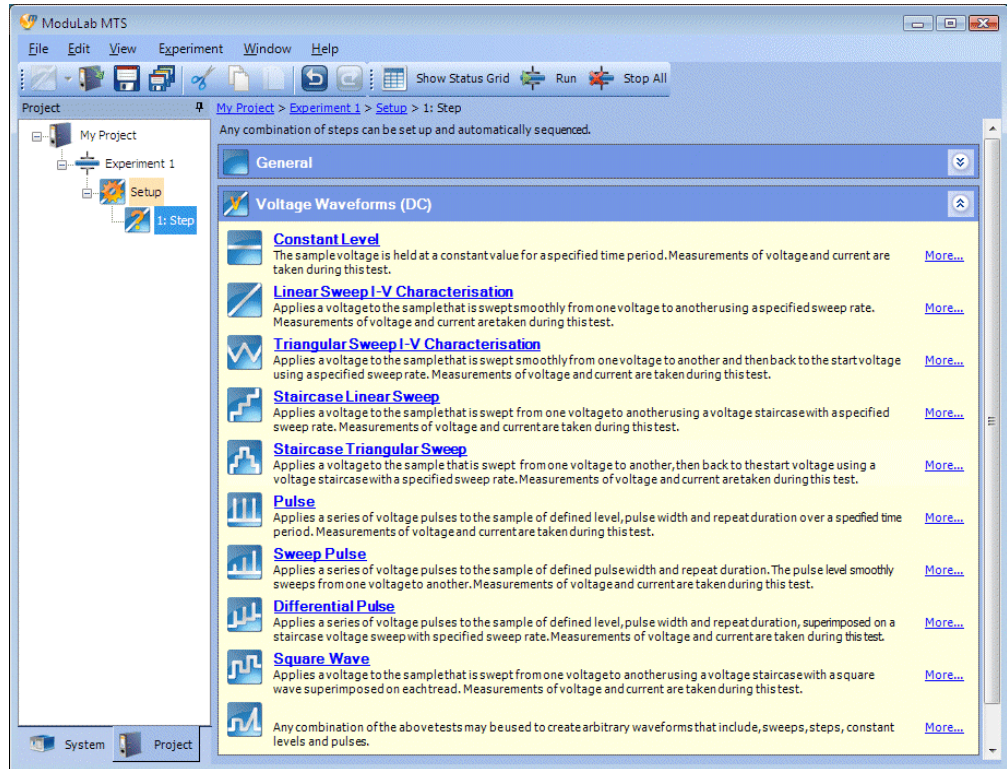 ModuLab MTS
File Edit View Experiment Window Help
Show Status Grid Run Stop All
Project
My Project
Experiment 1
Setup
1: Step
My Project > Experiment 1 > Setup > 1: Step
Any combination of steps can be set up and automatically sequenced.
General
Voltage Waveforms (DC)
Constant Level
The sample voltage is held at a constant value for a specified time period. Measurements of voltage and current are
taken during this test.
More...
Linear Sweep I-V Characterisation
Applies a voltage to the sample that is swept smoothly from one voltage to another using a specified sweep rate.
Measurements of voltage and current are taken during this test.
More...
Triangular Sweep I-V Characterisation
Applies a voltage to the sample that is swept smoothly from one voltage to another and then back to the start voltage
using a specified sweep rate. Measurements of voltage and current are taken during this test.
More...
Staircase Linear Sweep
Applies a voltage to the sample that is swept from one voltage to another using a voltage staircase with a specified
sweep rate. Measurements of voltage and current are taken during this test.
More...
Staircase Triangular Sweep
Applies a voltage to the sample that is swept from one voltage to another, then back to the start voltage using a
voltage staircase with a specified sweep rate. Measurements of voltage and current are taken during this test.
More...
Pulse
Applies a series of voltage pulses to the sample of defined level, pulse width and repeat duration over a specified time
period. Measurements of voltage and current are taken during this test.
More...
Sweep Pulse
Applies a series of voltage pulses to the sample of defined pulse width and repeat duration. The pulse level smoothly
sweeps from one voltage to another. Measurements of voltage and current are taken during this test.
More...
Differential Pulse
Applies a series of voltage pulses to the sample of defined level, pulse width and repeat duration, superimposed on a
staircase voltage sweep with specified sweep rate. Measurements of voltage and current are taken during this test.
More...
Square Wave
Applies a voltage to the sample that is swept from one voltage to another using a voltage staircase with a square
wave superimposed on each tread. Measurements of voltage and current are taken during this test.
More...
Any combination of the above tests may be used to create arbitrary waveforms that include, sweeps, steps, constant
levels and pulses.
More...
System Project